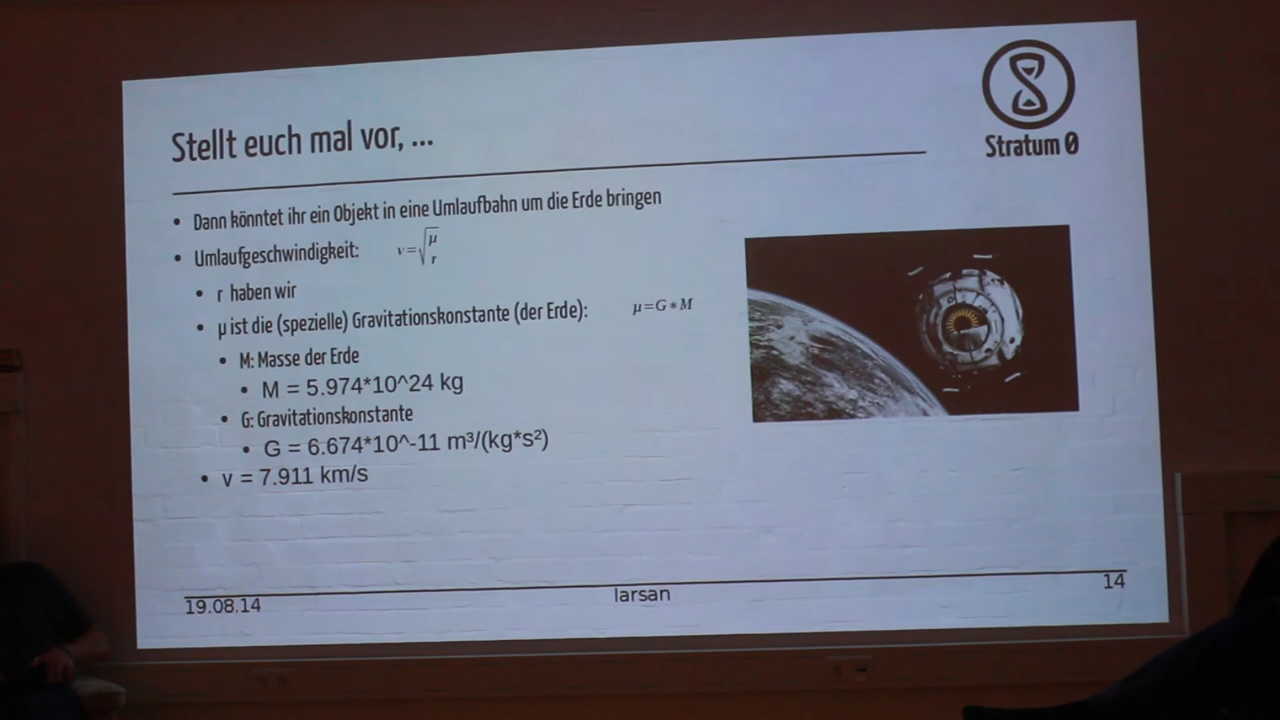 Stratum 0
Stellt euch mal vor, ...
• Dann könntet ihr ein Objekt in eine Umlaufbahn um die Erde bringen
• Umlaufgeschwindigkeit: v=√(μ/r)
• r haben wir
• μ ist die (spezielle) Gravitationskonstante (der Erde): μ=G∗M
• M: Masse der Erde
• M = 5.974*10^24 kg
• G: Gravitationskonstante
• G = 6.674*10^-11 m³/(kg*s²)
• v = 7.911 km/s
19.08.14 larsan 14